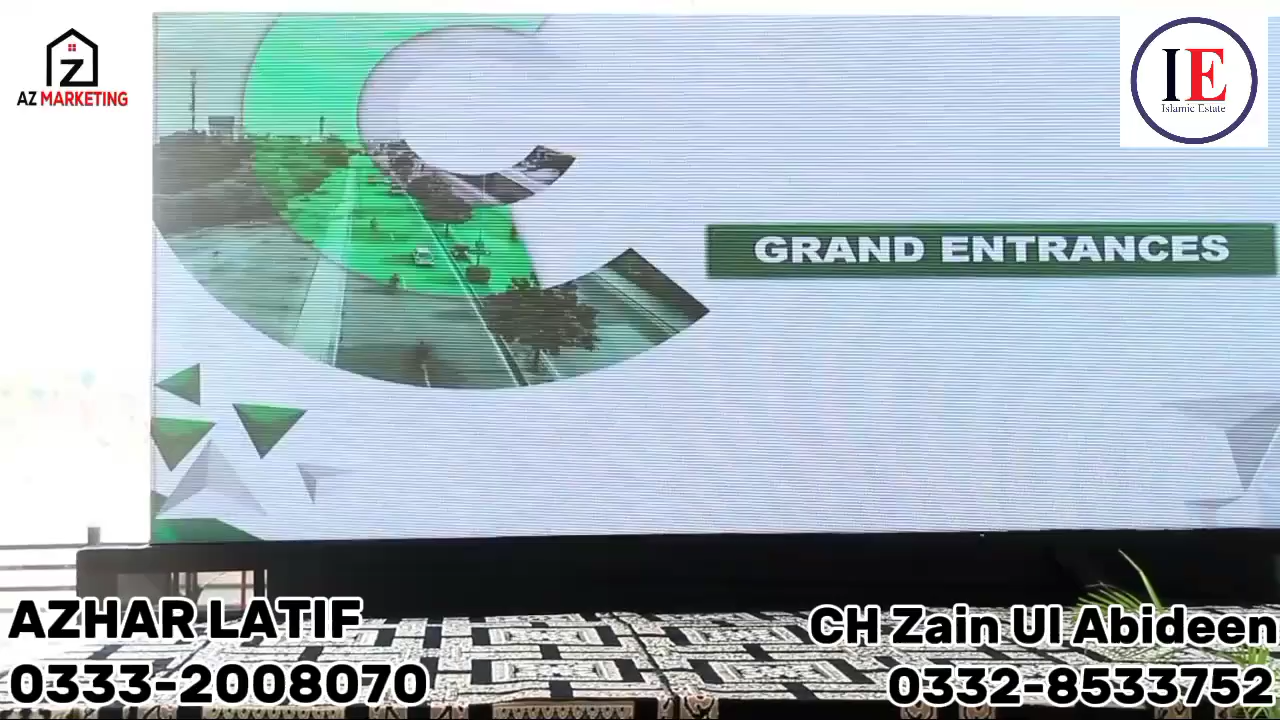 Z
AZ MARKETING
IE
Islamic Estate
GRAND ENTRANCES
AZHAR LATIF
0333-2008070
CH Zain Ul Abideen
0332-8533752